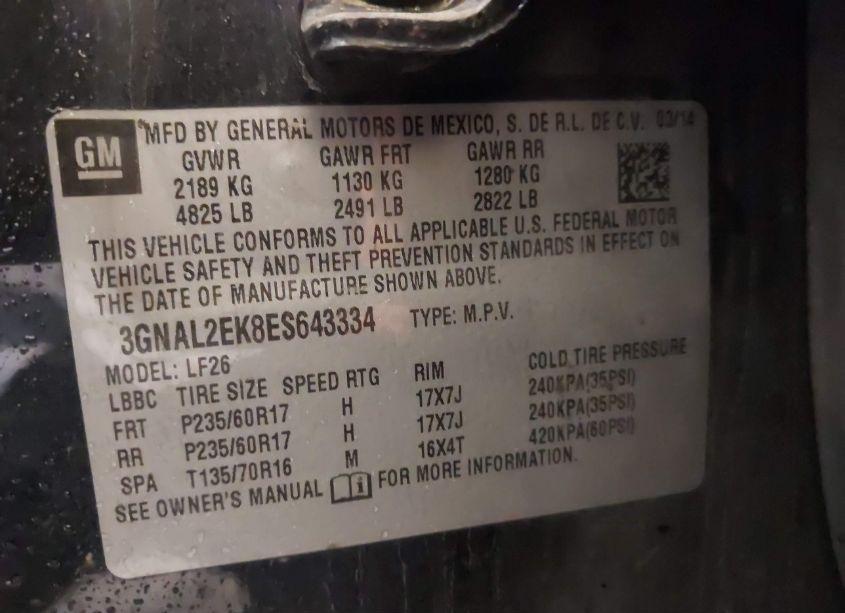 GM
MFD BY GENERAL MOTORS DE MEXICO, S. DE R.L. DE C.V. 03/14
GVWR GAWR FRT GAWR RR
2189 KG 1130 KG 1280 KG
4825 LB 2491 LB 2822 LB
THIS VEHICLE CONFORMS TO ALL APPLICABLE U.S. FEDERAL MOTOR
VEHICLE SAFETY AND THEFT PREVENTION STANDARDS IN EFFECT ON
THE DATE OF MANUFACTURE SHOWN ABOVE.
3GNAL2EK8ES643334 TYPE: M.P.V.
MODEL: LF26
LBBC TIRE SIZE SPEED RTG RIM COLD TIRE PRESSURE
FRT P235/60R17 H 17X7J 240KPA(35PSI)
RR P235/60R17 H 17X7J 240KPA(35PSI)
SPA T135/70R16 M 16X4T 420KPA(60PSI)
SEE OWNER'S MANUAL i FOR MORE INFORMATION.